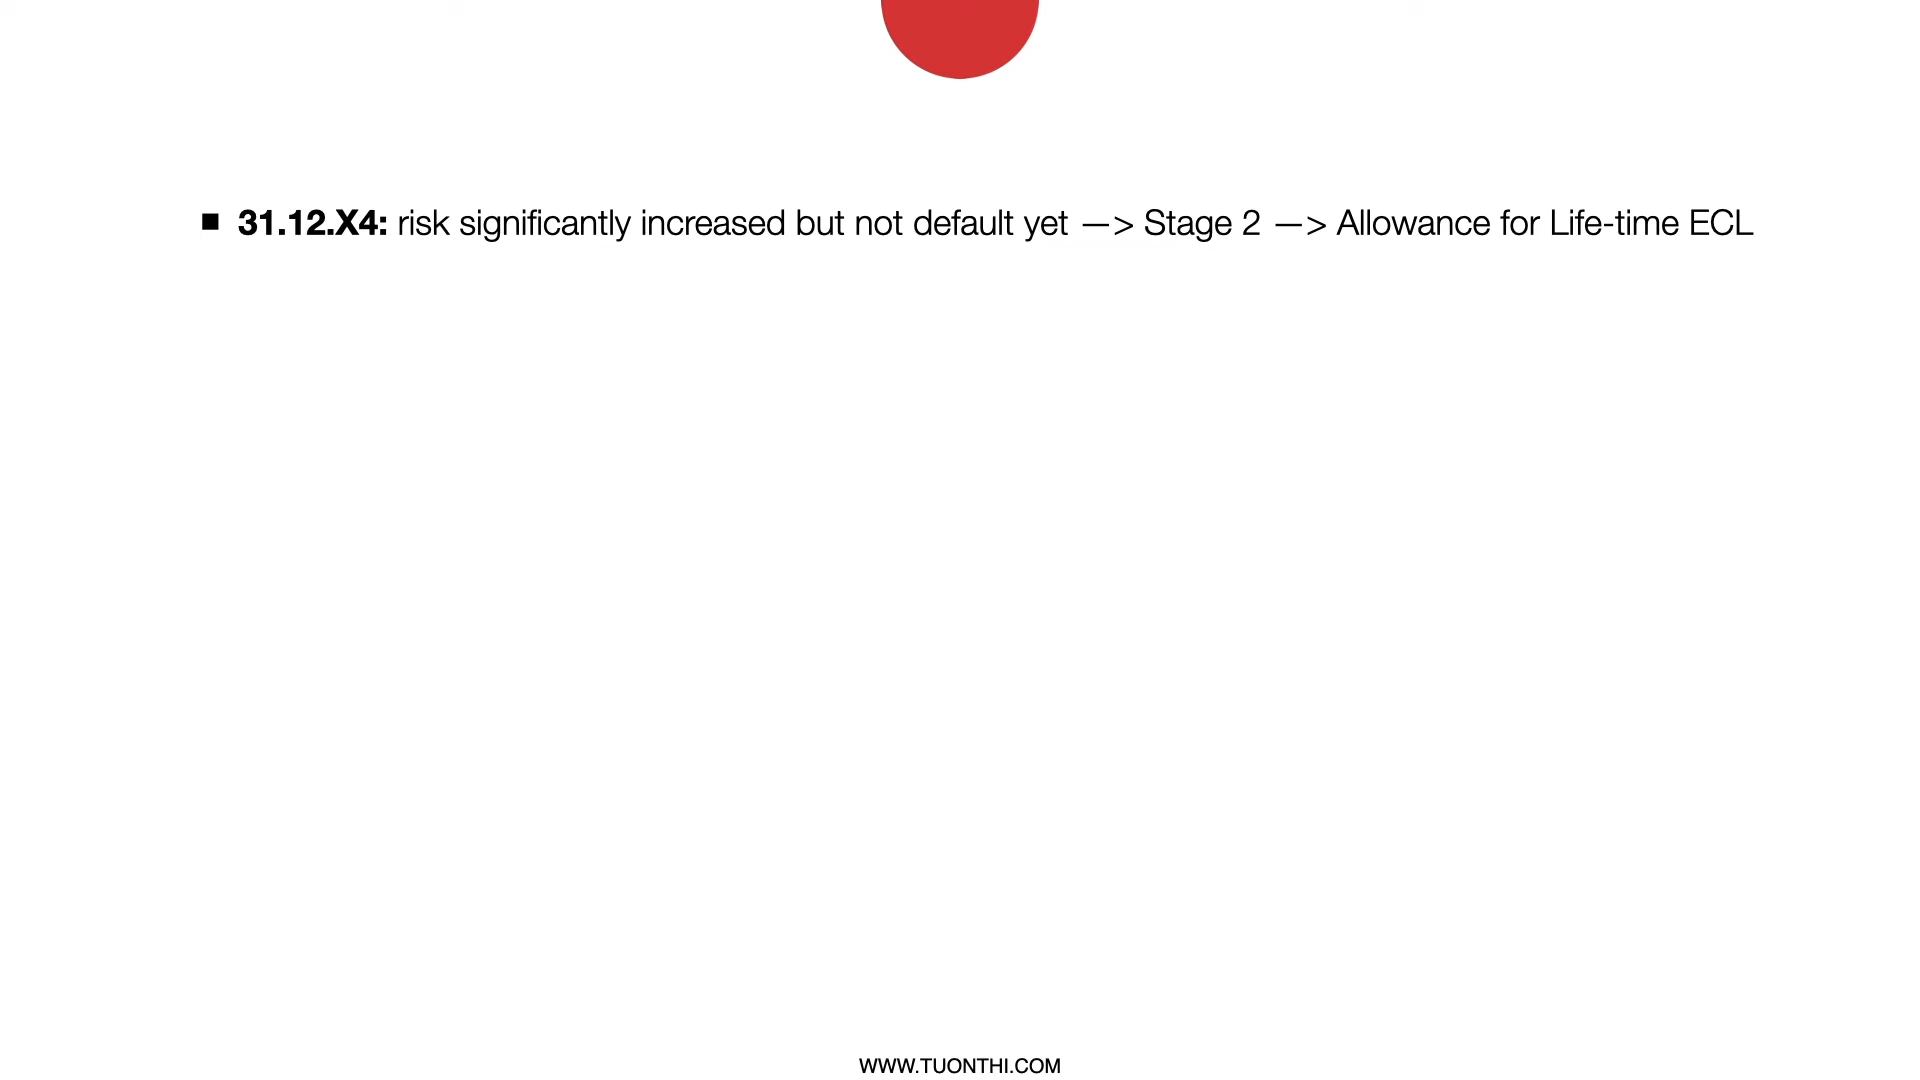 ▪ 31.12.X4: risk significantly increased but not default yet —> Stage 2 —> Allowance for Life-time ECL
WWW.TUONTHI.COM